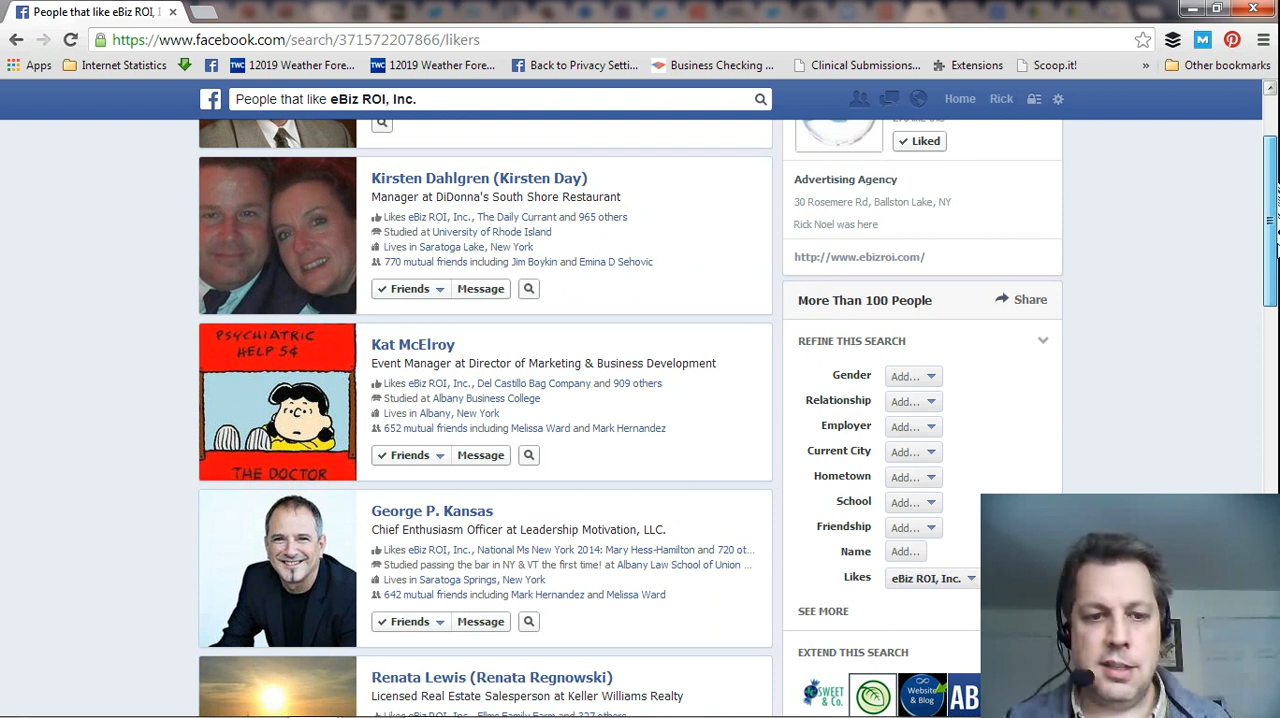 People that like eBiz ROI, I
https://www.facebook.com/search/371572207866/likers
Apps Internet Statistics 12019 Weather Fore... 12019 Weather Fore... Back to Privacy Setti... Business Checking ... Clinical Submissions... Extensions Scoop.it! » Other bookmarks
People that like eBiz ROI, Inc. Home Rick
Kirsten Dahlgren (Kirsten Day)
Manager at DiDonna's South Shore Restaurant
Likes eBiz ROI, Inc., The Daily Currant and 965 others
Studied at University of Rhode Island
Lives in Saratoga Lake, New York
770 mutual friends including Jim Boykin and Emina D Sehovic
Friends Message
PSYCHIATRIC
HELP 5¢
THE DOCTOR
Kat McElroy
Event Manager at Director of Marketing & Business Development
Likes eBiz ROI, Inc., Del Castillo Bag Company and 909 others
Studied at Albany Business College
Lives in Albany, New York
652 mutual friends including Melissa Ward and Mark Hernandez
Friends Message
George P. Kansas
Chief Enthusiasm Officer at Leadership Motivation, LLC.
Likes eBiz ROI, Inc., National Ms New York 2014: Mary Hess-Hamilton and 720 ot...
Studied passing the bar in NY & VT the first time! at Albany Law School of Union ...
Lives in Saratoga Springs, New York
642 mutual friends including Mark Hernandez and Melissa Ward
Friends Message
Renata Lewis (Renata Regnowski)
Licensed Real Estate Salesperson at Keller Williams Realty
Liked
Advertising Agency
30 Rosemere Rd, Ballston Lake, NY
Rick Noel was here
http://www.ebizroi.com/
More Than 100 People Share
REFINE THIS SEARCH
Gender Add...
Relationship Add...
Employer Add...
Current City Add...
Hometown Add...
School Add...
Friendship Add...
Name Add...
Likes eBiz ROI, Inc.
SEE MORE
EXTEND THIS SEARCH
SWEET
& Co.
Website
& Blog
AB